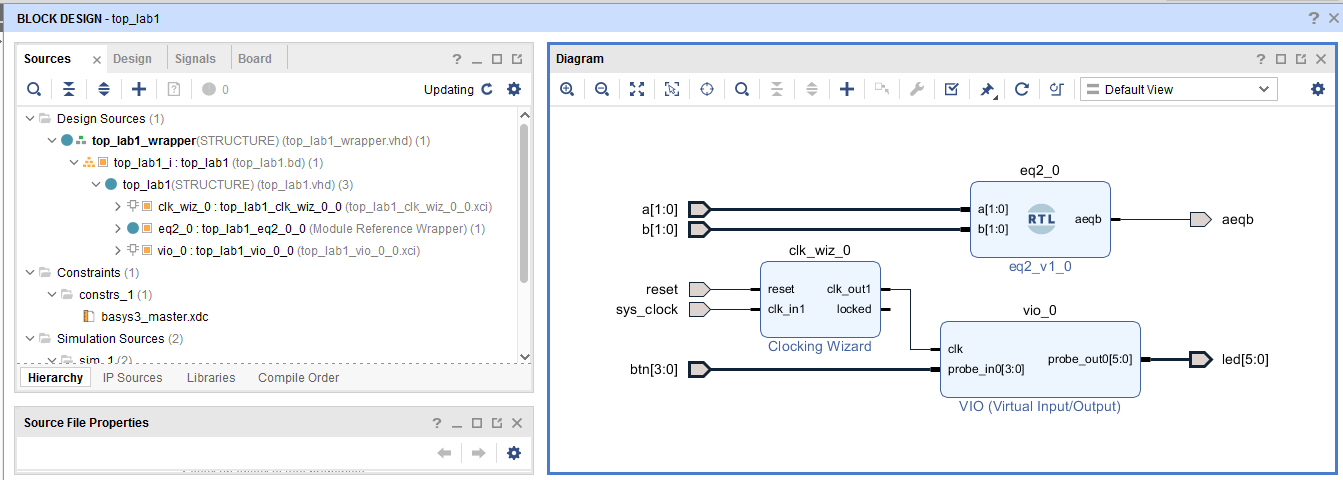 BLOCK DESIGN - top_lab1
Sources
Design
Signals
Board
0
Updating
Design Sources (1)
top_lab1_wrapper(STRUCTURE) (top_lab1_wrapper.vhd) (1)
top_lab1_i : top_lab1 (top_lab1.bd) (1)
top_lab1(STRUCTURE) (top_lab1.vhd) (3)
clk_wiz_0 : top_lab1_clk_wiz_0_0 (top_lab1_clk_wiz_0_0.xci)
eq2_0 : top_lab1_eq2_0_0 (Module Reference Wrapper) (1)
vio_0 : top_lab1_vio_0_0 (top_lab1_vio_0_0.xci)
Constraints (1)
constrs_1 (1)
basys3_master.xdc
Simulation Sources (2)
sim_1 (2)
Hierarchy
IP Sources
Libraries
Compile Order
Source File Properties
Diagram
Default View
eq2_0
a[1:0]
b[1:0]
a[1:0]
b[1:0]
RTL
aeqb
aeqb
eq2_v1_0
clk_wiz_0
reset
sys_clock
reset
clk_in1
clk_out1
locked
Clocking Wizard
vio_0
btn[3:0]
clk
probe_in0[3:0]
probe_out0[5:0]
led[5:0]
VIO (Virtual Input/Output)